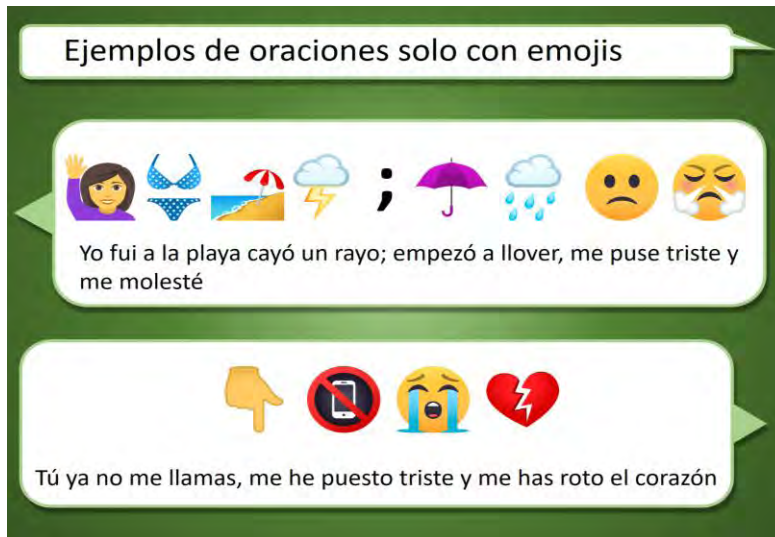 Ejemplos de oraciones solo con emojis
🙋‍♀️👙🏖️🌩️;☂️🌧️🙁😤
Yo fui a la playa cayó un rayo; empezó a llover, me puse triste y
me molesté
👇📵😭💔
Tú ya no me llamas, me he puesto triste y me has roto el corazón